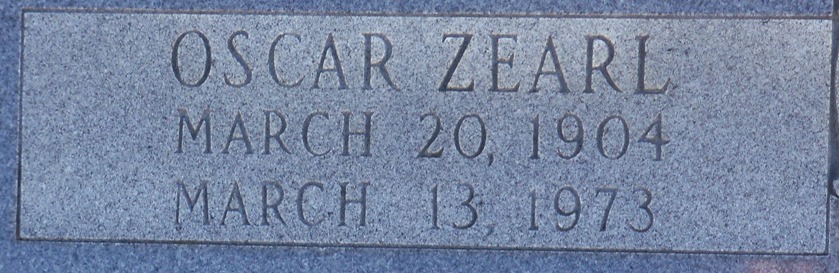 OSCAR ZEARL
MARCH 20, 1904
MARCH 13, 1973